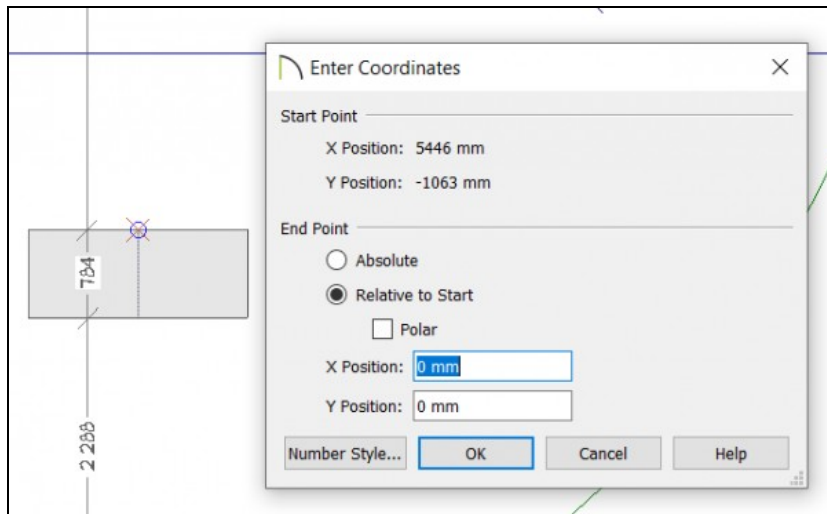 Enter Coordinates
Start Point
X Position: 5446 mm
Y Position: -1063 mm
End Point
Absolute
Relative to Start
Polar
X Position: 0 mm
Y Position: 0 mm
Number Style... OK Cancel Help
784
2 288